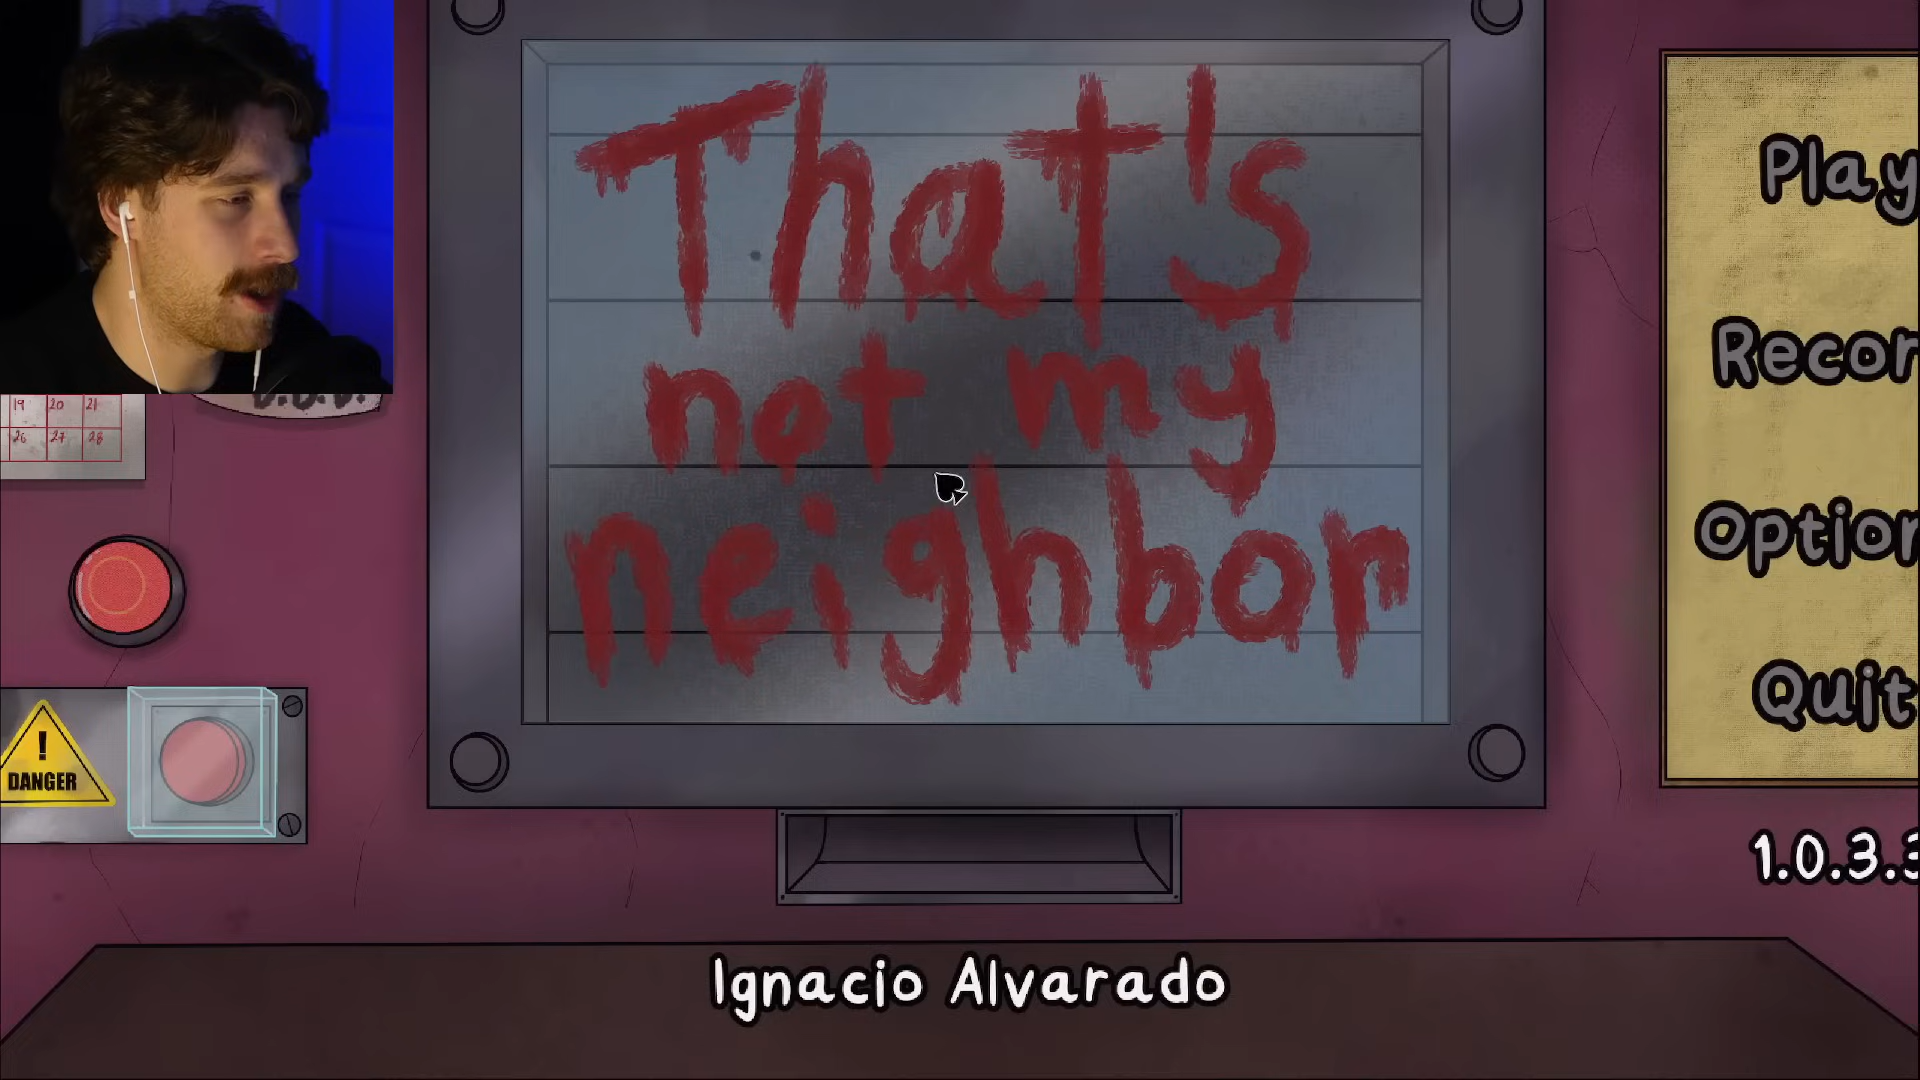 That's
not my
neighbor
Play
Recor
Option
Quit
1.0.3.3
D.D.D.
19 20 21
26 27 28
!
DANGER
Ignacio Alvarado